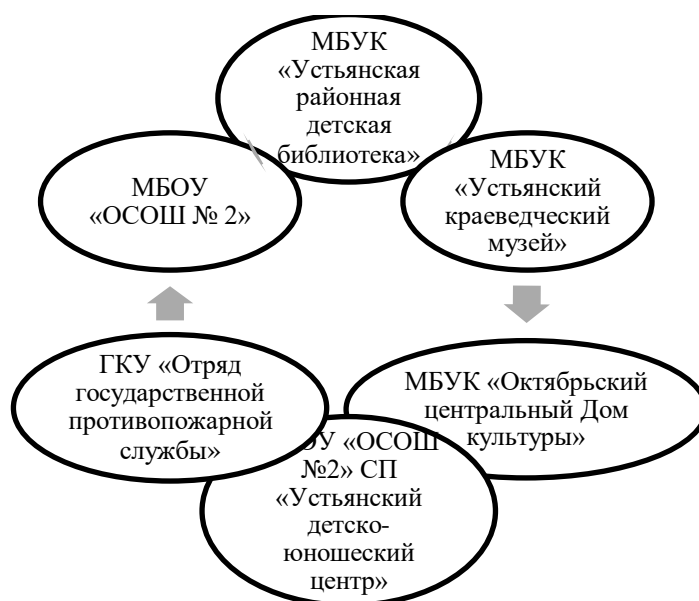 МБУК
«Устьянская
районная
детская
библиотека»
МБУК
«Устьянский
краеведческий
музей»
МБУК «Октябрьский
центральный Дом
культуры»
«ОСОШ
№2» СП
«Устьянский
детско-
юношеский
центр»
ГКУ «Отряд
государственной
противопожарной
службы»
МБОУ
«ОСОШ № 2»